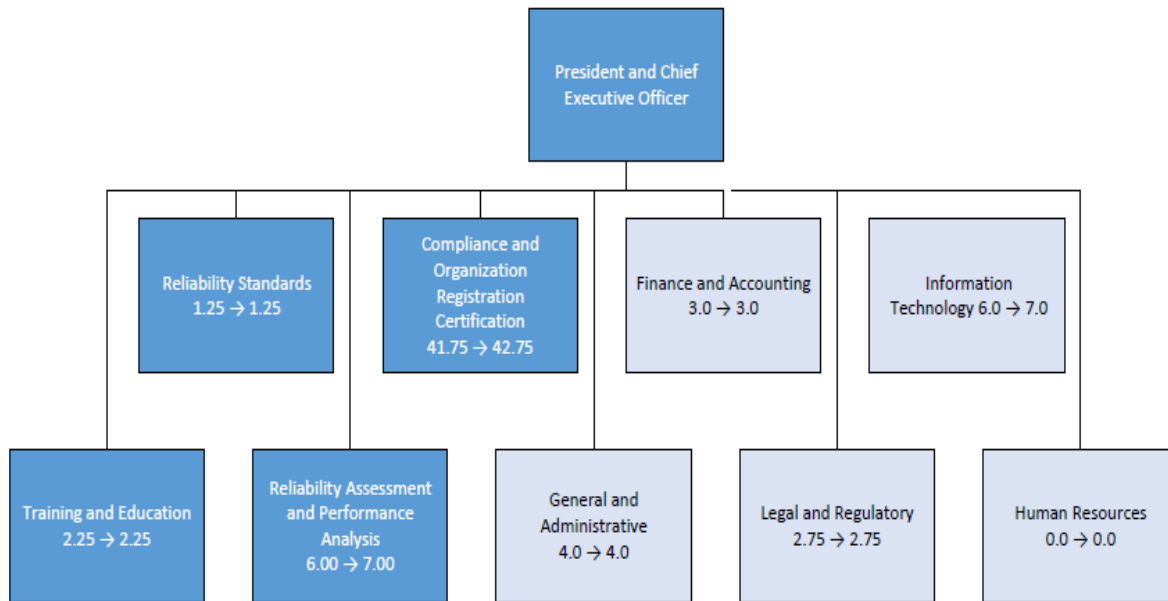 President and Chief
Executive Officer
Reliability Standards
1.25 → 1.25
Compliance and
Organization
Registration
Certification
41.75 → 42.75
Finance and Accounting
3.0 → 3.0
Information
Technology 6.0 → 7.0
Training and Education
2.25 → 2.25
Reliability Assessment
and Performance
Analysis
6.00 → 7.00
General and
Administrative
4.0 → 4.0
Legal and Regulatory
2.75 → 2.75
Human Resources
0.0 → 0.0